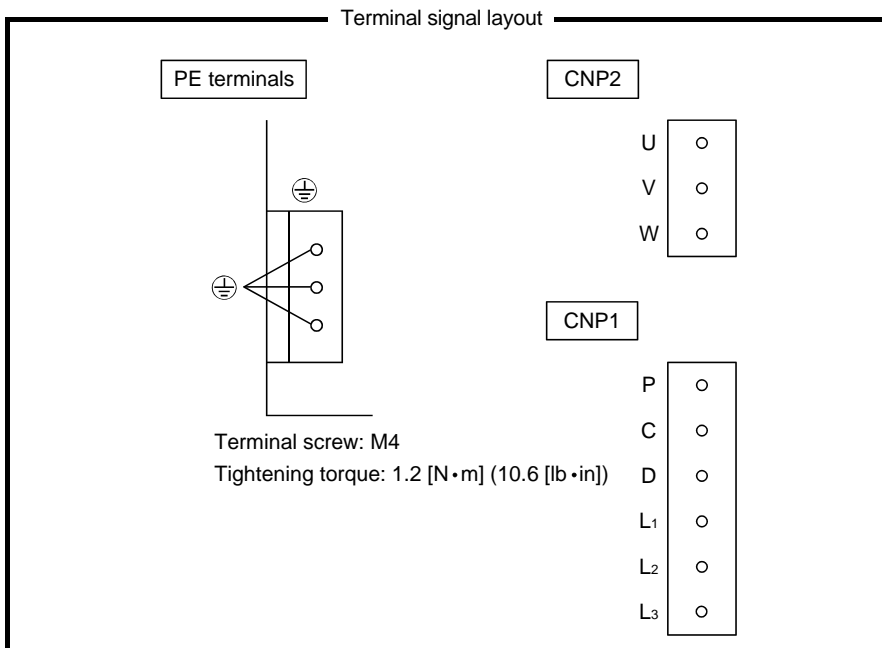 Terminal signal layout
PE terminals
Terminal screw: M4
Tightening torque: 1.2 [N•m] (10.6 [lb•in])
CNP2
U
V
W
CNP1
P
C
D
L1
L2
L3